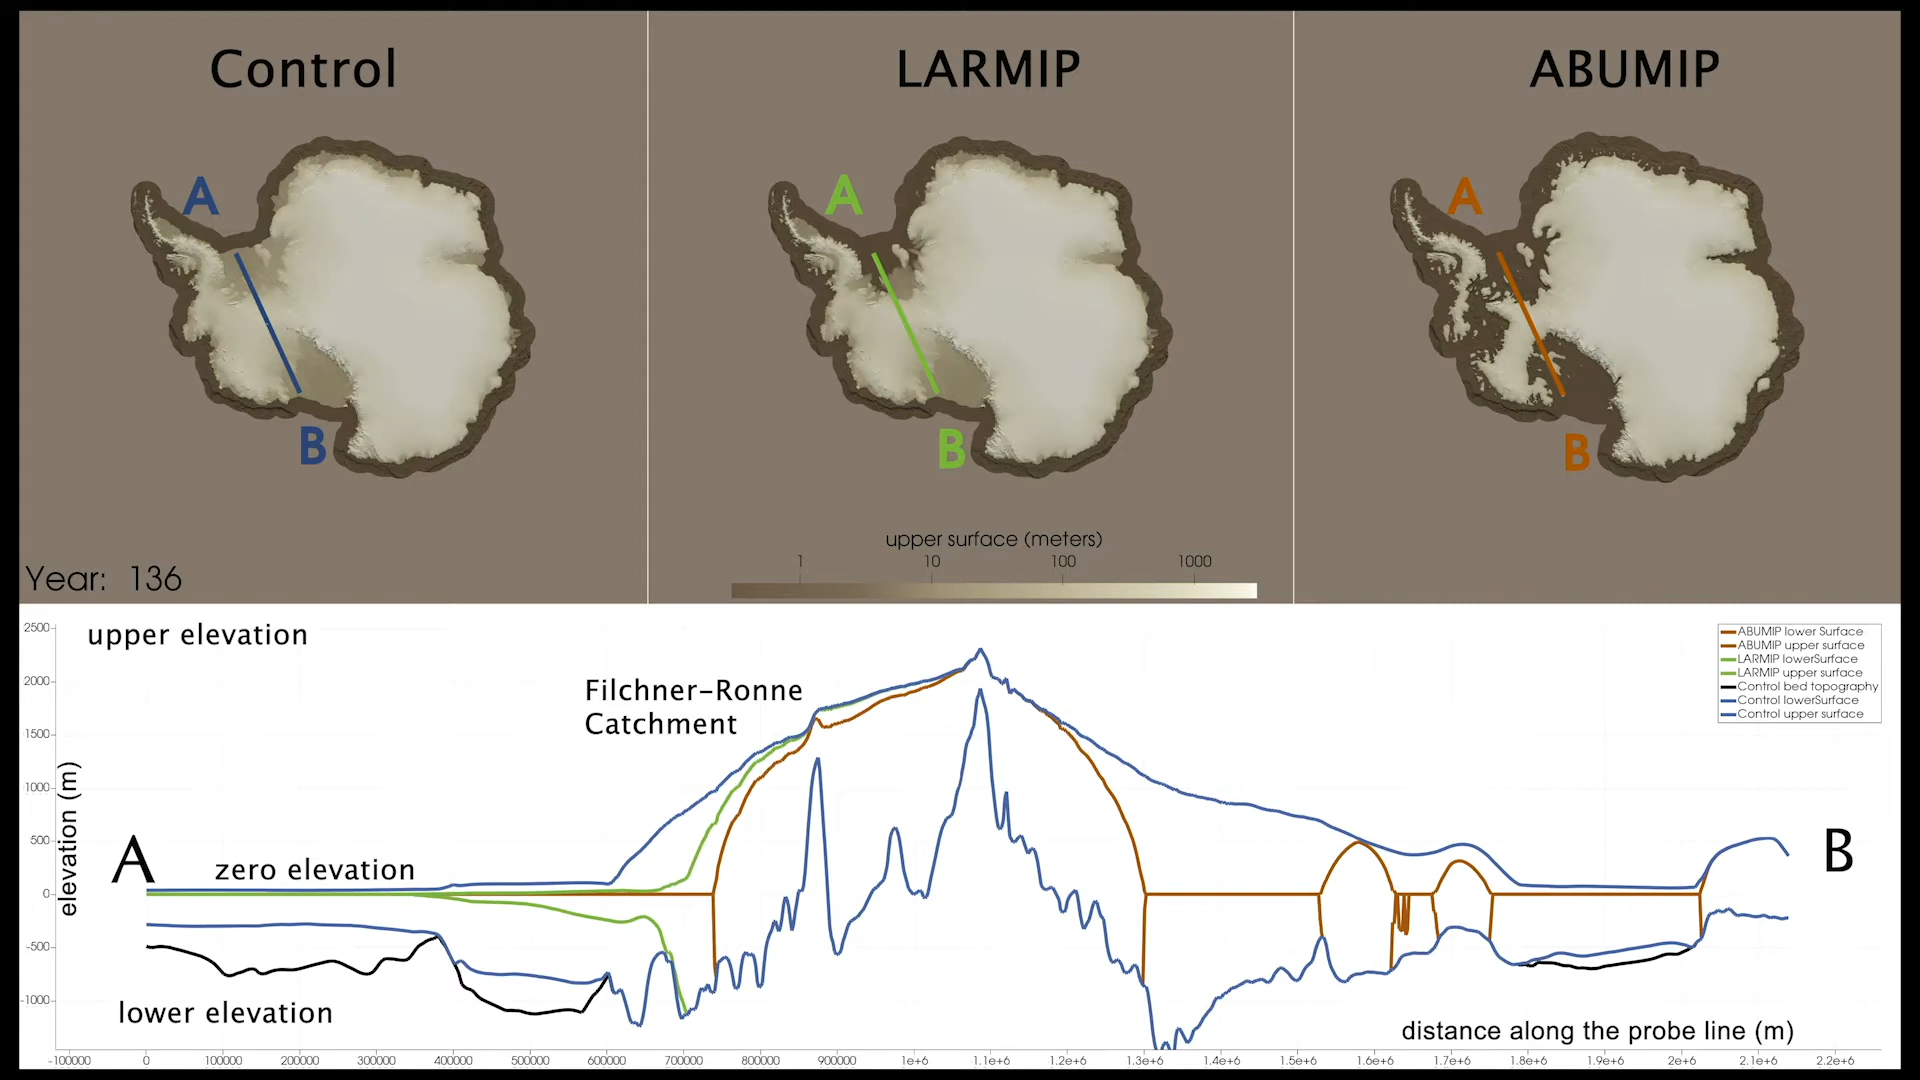 Control
LARMIP
ABUMIP
A
A
A
B
B
B
upper surface (meters)
1 10 100 1000
Year: 136
2500
2000
1500
1000
500
0
-500
-1000
elevation (m)
upper elevation
Filchner-Ronne
Catchment
ABUMIP lower Surface
ABUMIP upper surface
LARMIP lowerSurface
LARMIP upper surface
Control bed topography
Control lowerSurface
Control upper surface
A
zero elevation
B
lower elevation
distance along the probe line (m)
-100000 0 100000 200000 300000 400000 500000 600000 700000 800000 900000 1e+6 1.1e+6 1.2e+6 1.3e+6 1.4e+6 1.5e+6 1.6e+6 1.7e+6 1.8e+6 1.9e+6 2e+6 2.1e+6 2.2e+6